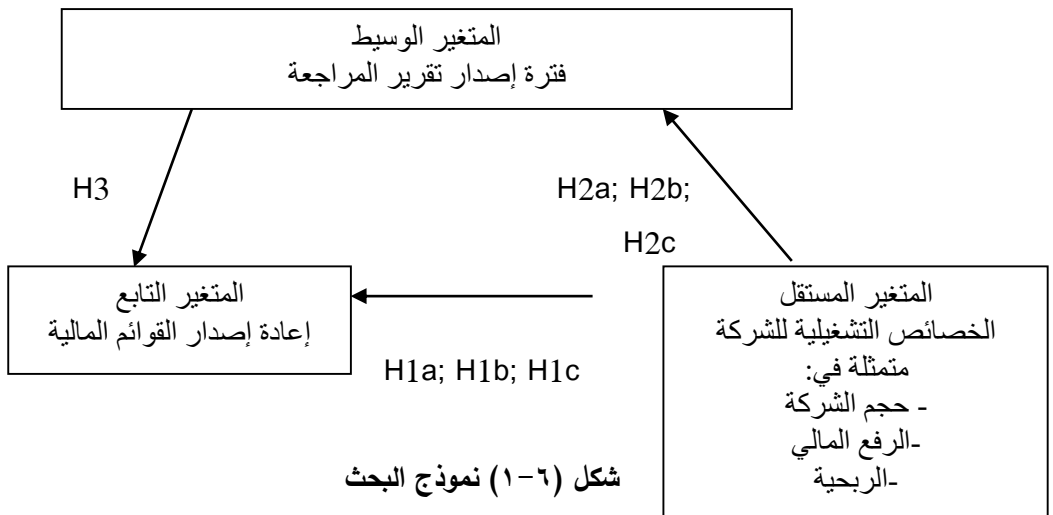 المتغير الوسيط
فترة إصدار تقرير المراجعة
H2a; H2b;
H2c
H3
المتغير المستقل
الخصائص التشغيلية للشركة
متمثلة في:
- حجم الشركة
-الرفع المالي
-الربحية
المتغير التابع
إعادة إصدار القوائم المالية
H1a; H1b; H1c
شكل (٦-١) نموذج البحث